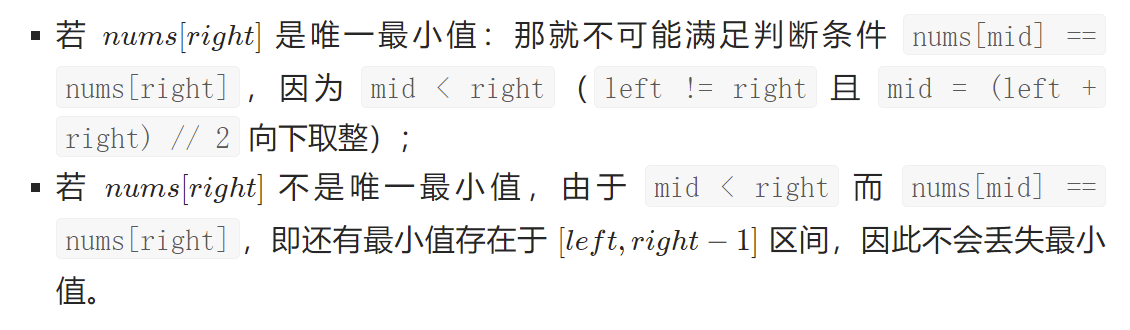 ▪ 若 nums[right] 是唯一最小值：那就不可能满足判断条件 nums[mid] ==
nums[right] ，因为 mid < right （ left != right 且 mid = (left +
right) // 2 向下取整）；
▪ 若 nums[right] 不是唯一最小值，由于 mid < right 而 nums[mid] ==
nums[right] ，即还有最小值存在于 [left, right − 1] 区间，因此不会丢失最小
值。